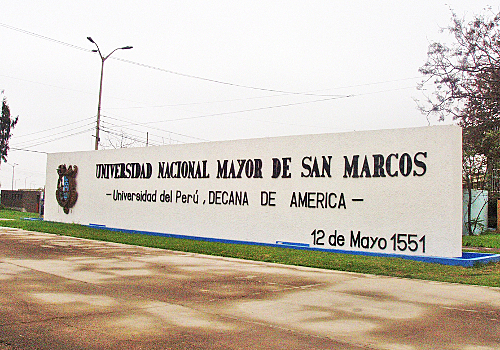 UNIVERSIDAD NACIONAL MAYOR DE SAN MARCOS
- Universidad del Perú, DECANA DE AMERICA -
12 de Mayo 1551